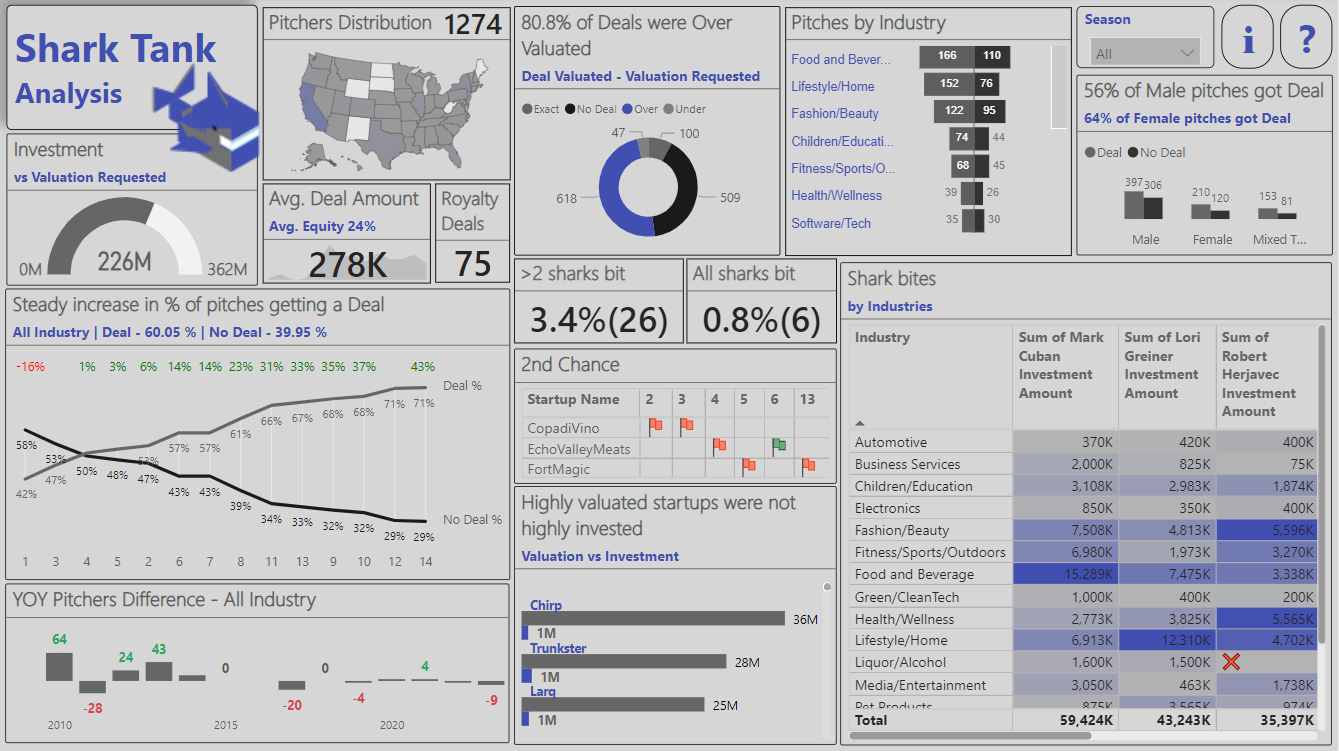 Shark Tank
Analysis
Investment
vs Valuation Requested
0M
226M
362M
Pitchers Distribution 1274
Avg. Deal Amount
Avg. Equity 24%
278K
Royalty
Deals
75
80.8% of Deals were Over
Valuated
Deal Valuated - Valuation Requested
Exact No Deal Over Under
47
100
618
509
Pitches by Industry
Food and Bever... 166 110
Lifestyle/Home 152 76
Fashion/Beauty 122 95
Children/Educati... 74 44
Fitness/Sports/O... 68 45
Health/Wellness 39 26
Software/Tech 35 30
Season
All
i
?
56% of Male pitches got Deal
64% of Female pitches got Deal
Deal No Deal
397 306 210 120 153 81
Male Female Mixed T...
Steady increase in % of pitches getting a Deal
All Industry | Deal - 60.05 % | No Deal - 39.95 %
-16% 1% 3% 6% 14% 14% 23% 31% 33% 35% 37% 43%
Deal %
42% 47% 53% 57% 57% 61% 66% 67% 68% 68% 71% 71%
58% 53% 50% 48% 47% 43% 43% 39% 34% 33% 32% 32% 29% 29%
No Deal %
1 3 4 5 2 6 7 8 11 13 9 10 12 14
YOY Pitchers Difference - All Industry
64 -28 24 43 0 -20 0 -4 4 -9
2010 2015 2020
>2 sharks bit
3.4%(26)
All sharks bit
0.8%(6)
2nd Chance
Startup Name 2 3 4 5 6 13
CopadiVino
EchoValleyMeats
FortMagic
Highly valuated startups were not
highly invested
Valuation vs Investment
Chirp
36M
1M
Trunkster
28M
1M
Larq
25M
1M
Shark bites
by Industries
Industry
Sum of Mark
Cuban
Investment
Amount
Sum of Lori
Greiner
Investment
Amount
Sum of
Robert
Herjavec
Investment
Amount
Automotive 370K 420K 400K
Business Services 2,000K 825K 75K
Children/Education 3,108K 2,983K 1,874K
Electronics 850K 350K 400K
Fashion/Beauty 7,508K 4,813K 5,596K
Fitness/Sports/Outdoors 6,980K 1,973K 3,270K
Food and Beverage 15,289K 7,475K 3,338K
Green/CleanTech 1,000K 400K 200K
Health/Wellness 2,773K 3,825K 5,565K
Lifestyle/Home 6,913K 12,310K 4,702K
Liquor/Alcohol 1,600K 1,500K
Media/Entertainment 3,050K 463K 1,738K
Pet Products 875K 3,565K 974K
Total 59,424K 43,243K 35,397K